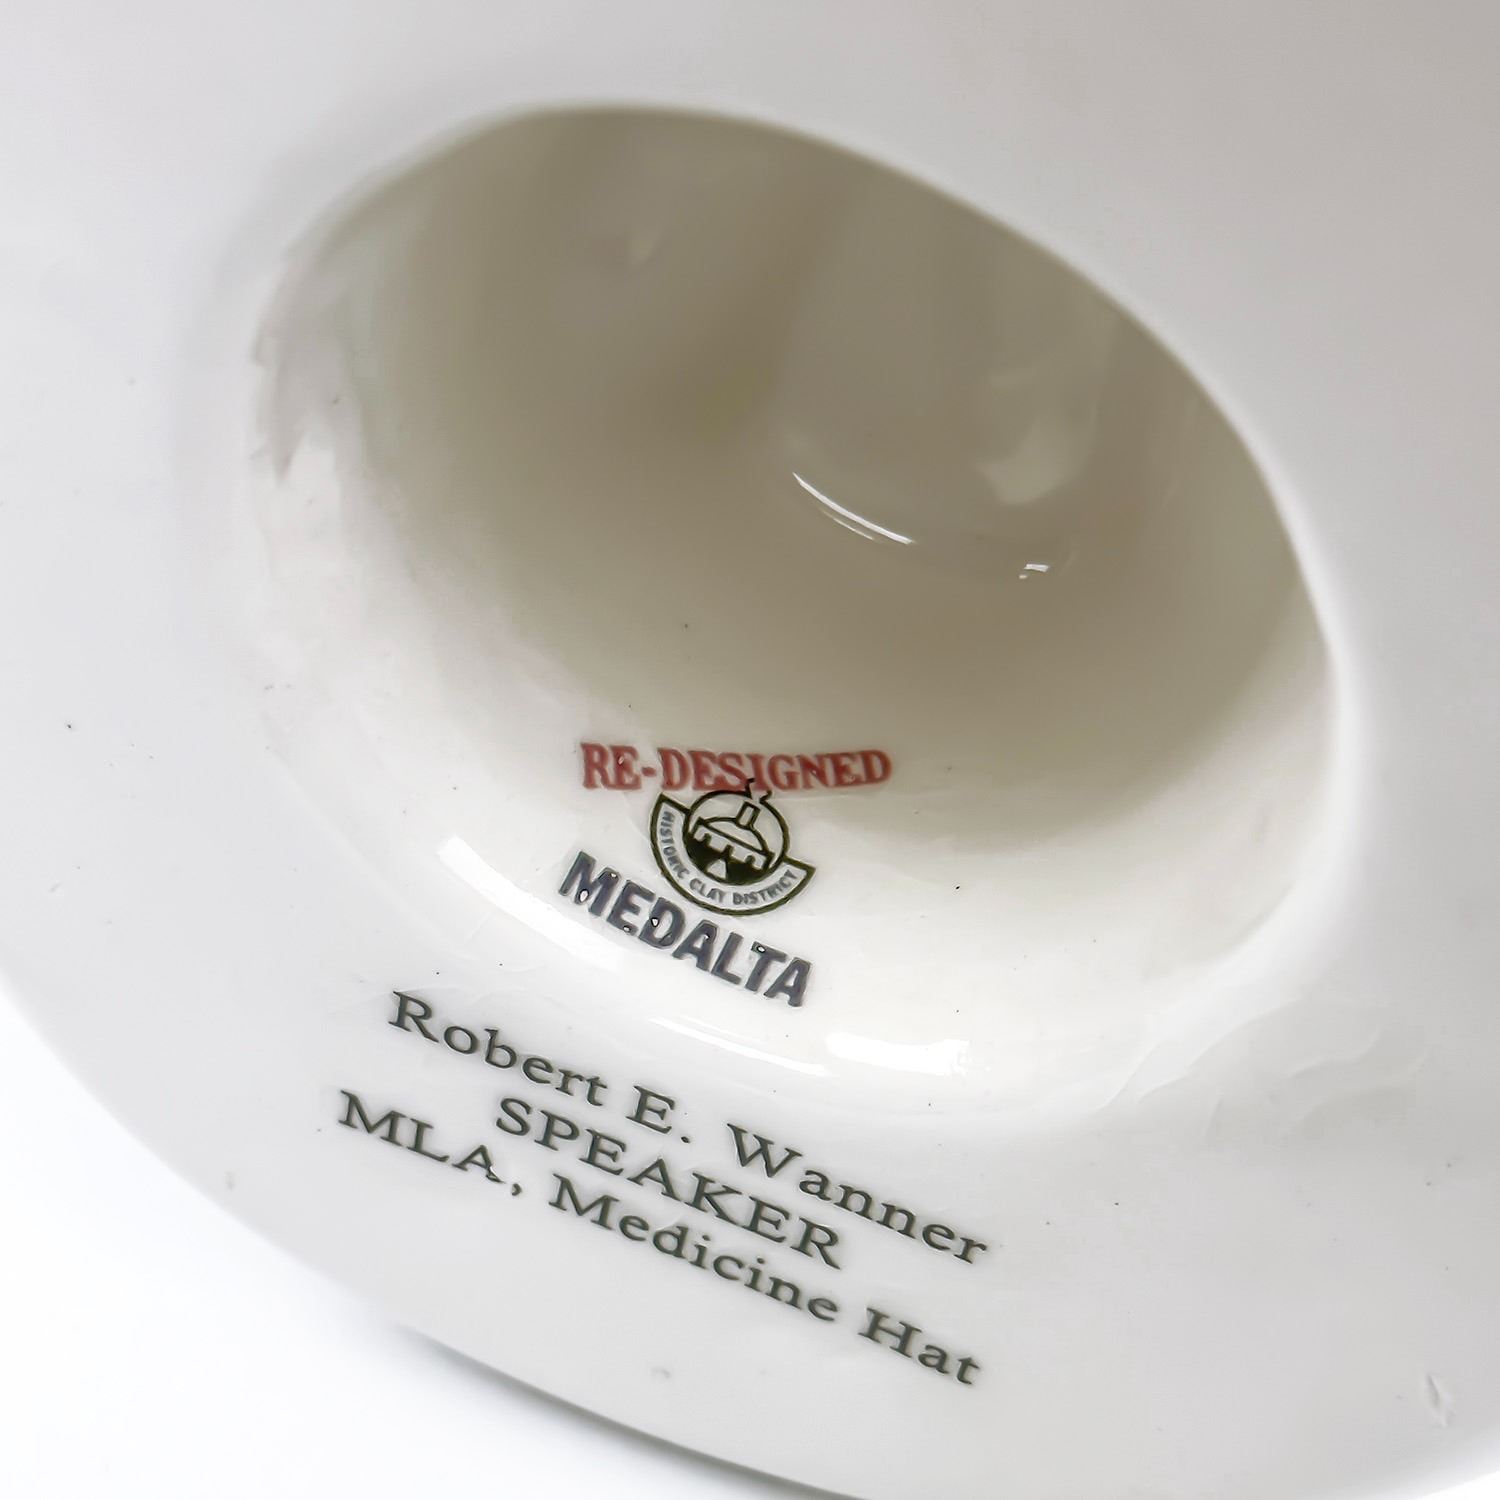 RE-DESIGNED
HISTORIC CLAY DISTRICT
MEDALTA
Robert E. Wanner
SPEAKER
MLA, Medicine Hat